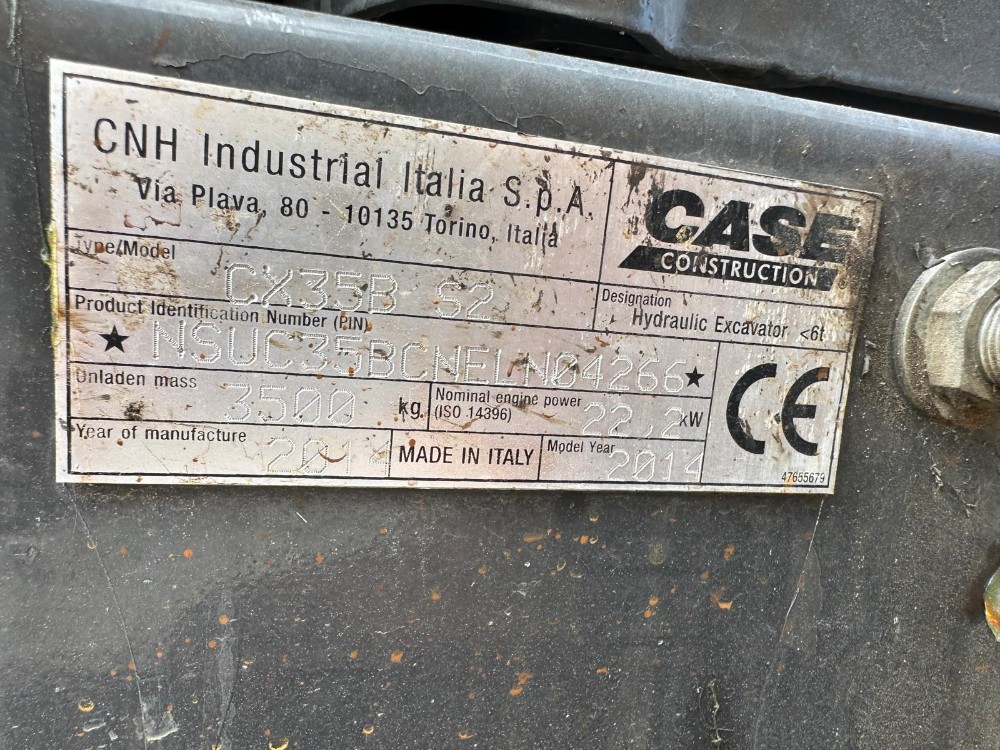 CNH Industrial Italia S.p.A.
Via Plava, 80 - 10135 Torino, Italia
CASE
CONSTRUCTION
Type/Model
CX35B S2
Designation
Hydraulic Excavator <6t
Product Identification Number (PIN)
★ NSUC35BCNELN04266 ★
Unladen mass
3500 kg
Nominal engine power
(ISO 14396)
22.2 kW
CE
Year of manufacture
2014
MADE IN ITALY
Model Year
2014
47655679